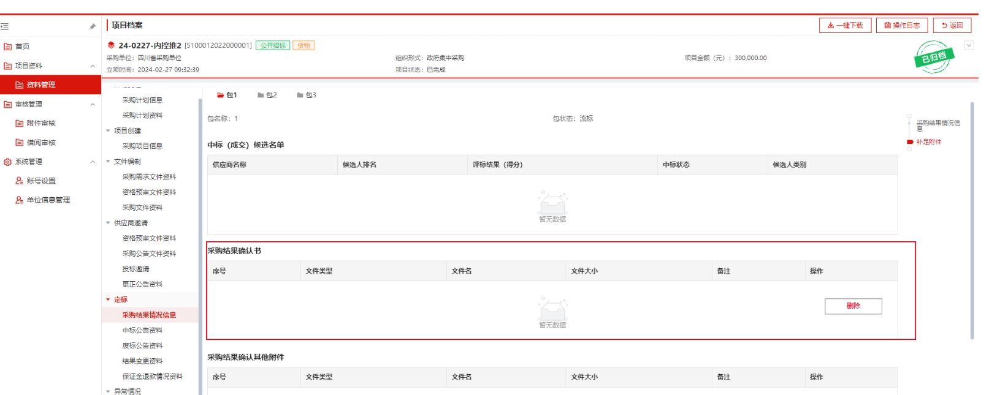 项目档案
一键下载
操作日志
返回
首页
项目资料
资料管理
审核管理
附件审核
借阅审核
系统管理
账号设置
单位信息管理
24-0227-内控推2 [5100012022000001] 公开招标 货物
采购单位：四川省采购单位
组织形式：政府集中采购
项目金额（元）：300,000.00
立项时间：2024-02-27 09:32:39
项目状态：已完成
已归档
采购计划信息
采购计划资料
项目创建
采购项目信息
文件编制
采购需求文件资料
资格预审文件资料
采购文件资料
供应商邀请
资格预审文件资料
采购公告文件资料
投标邀请
更正公告资料
定标
采购结果情况信息
中标公告资料
废标公告资料
结果变更资料
保证金退款情况资料
异常情况
包1 包2 包3
包名称：1
包状态：流标
中标（成交）候选名单
供应商名称 候选人排名 评标结果（得分） 中标状态 候选人类别
暂无数据
采购结果确认书
序号 文件类型 文件名 文件大小 备注 操作
删除
暂无数据
采购结果确认其他附件
序号 文件类型 文件名 文件大小 备注 操作
采购结果情况信
息
补足附件